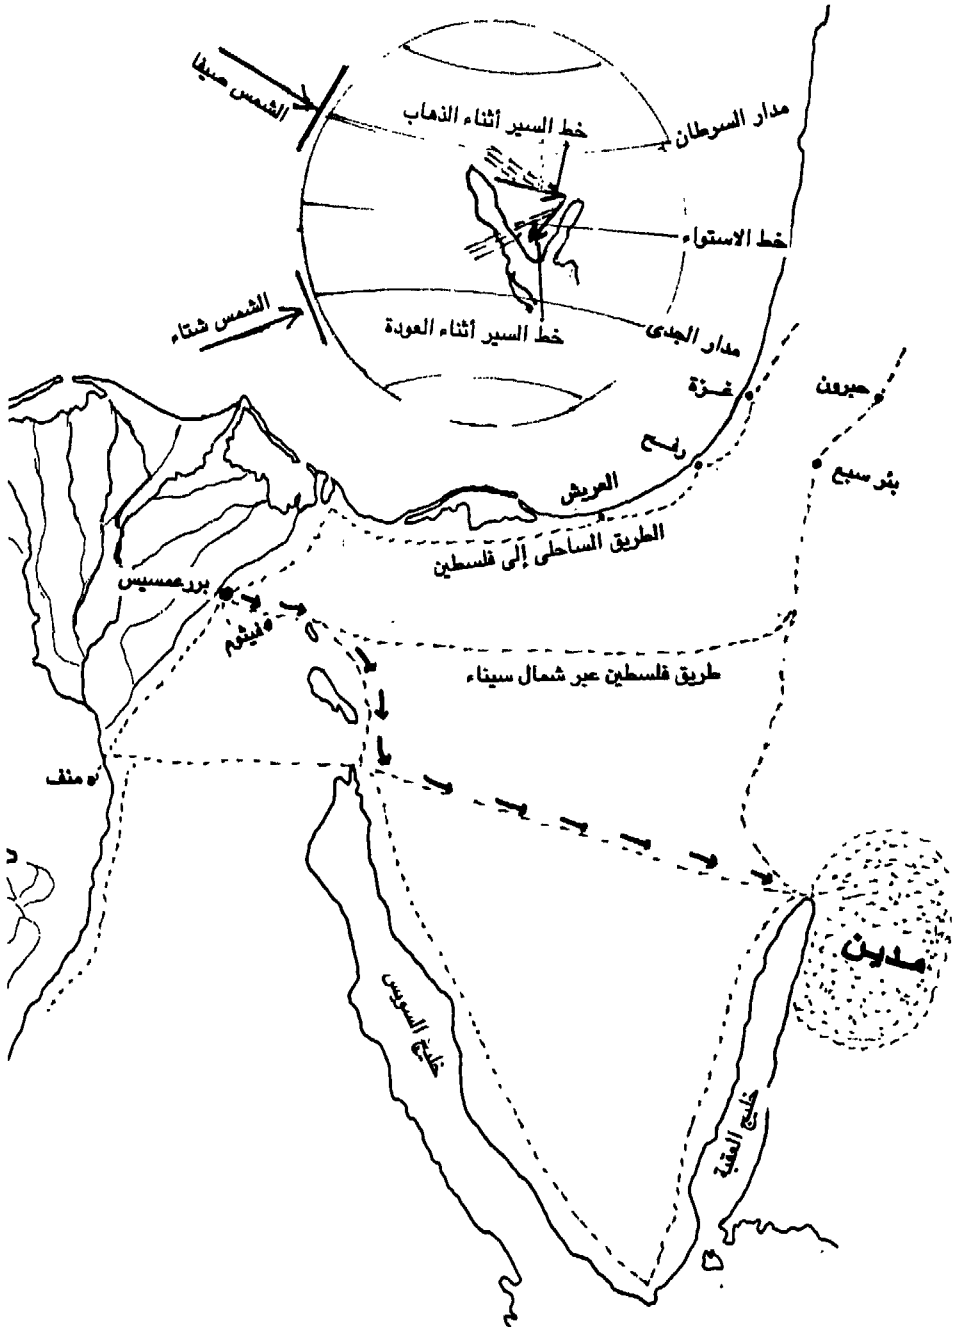 الشمس صيفا
خط السير أثناء الذهاب
مدار السرطان
خط الاستواء
الشمس شتاء
خط السير أثناء العودة
مدار الجدى
غزة
حبرون
رفح
بئر سبع
العريش
الطريق الساحلى إلى فلسطين
بررعمسيس
فيثوم
طريق فلسطين عبر شمال سيناء
منف
مدين
خليج السويس
خليج العقبة